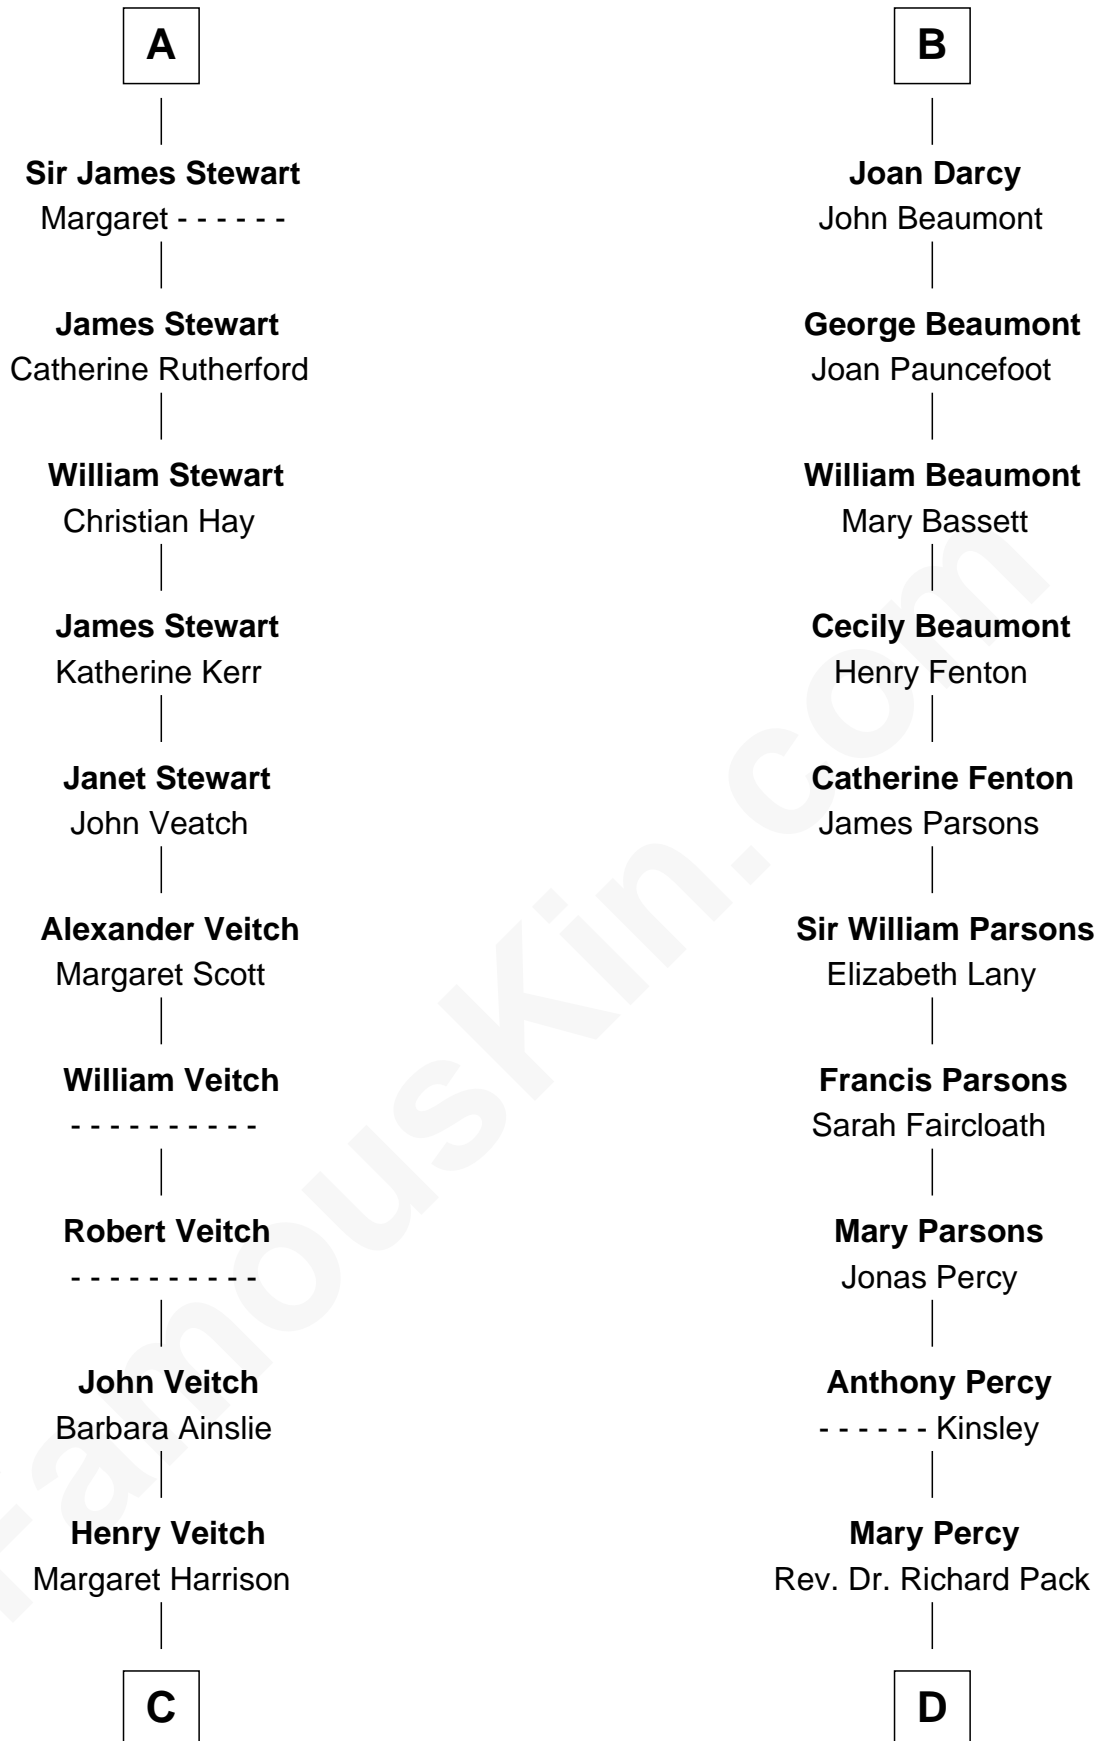 A
Sir James Stewart
Margaret - - - - - -
James Stewart
Catherine Rutherford
William Stewart
Christian Hay
James Stewart
Katherine Kerr
Janet Stewart
John Veatch
Alexander Veitch
Margaret Scott
William Veitch
- - - - - - - - - -
Robert Veitch
- - - - - - - - - -
John Veitch
Barbara Ainslie
Henry Veitch
Margaret Harrison
C
B
Joan Darcy
John Beaumont
George Beaumont
Joan Pauncefoot
William Beaumont
Mary Bassett
Cecily Beaumont
Henry Fenton
Catherine Fenton
James Parsons
Sir William Parsons
Elizabeth Lany
Francis Parsons
Sarah Faircloath
Mary Parsons
Jonas Percy
Anthony Percy
- - - - - - Kinsley
Mary Percy
Rev. Dr. Richard Pack
D
FamousKin.com